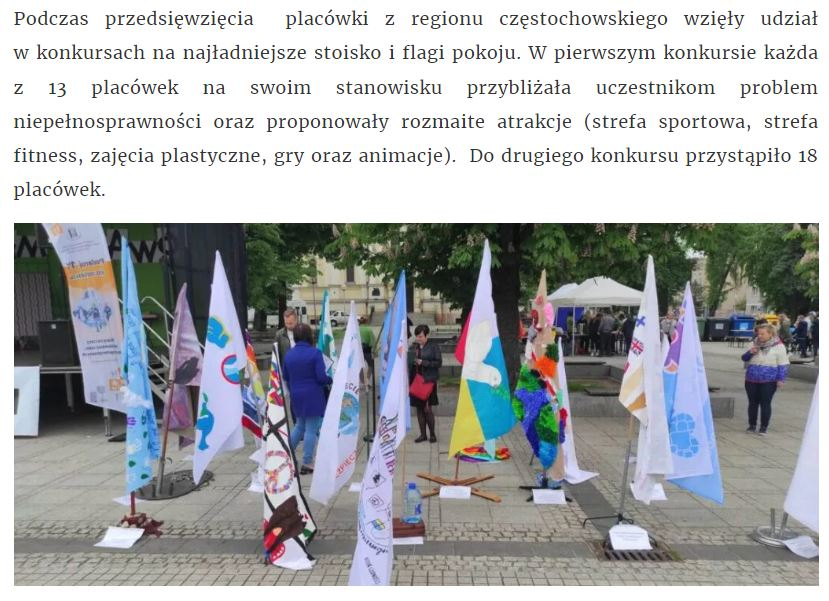 Podczas przedsięwzięcia placówki z regionu częstochowskiego wzięły udział
w konkursach na najładniejsze stoisko i flagi pokoju. W pierwszym konkursie każda
z 13 placówek na swoim stanowisku przybliżała uczestnikom problem
niepełnosprawności oraz proponowały rozmaite atrakcje (strefa sportowa, strefa
fitness, zajęcia plastyczne, gry oraz animacje). Do drugiego konkursu przystąpiło 18
placówek.